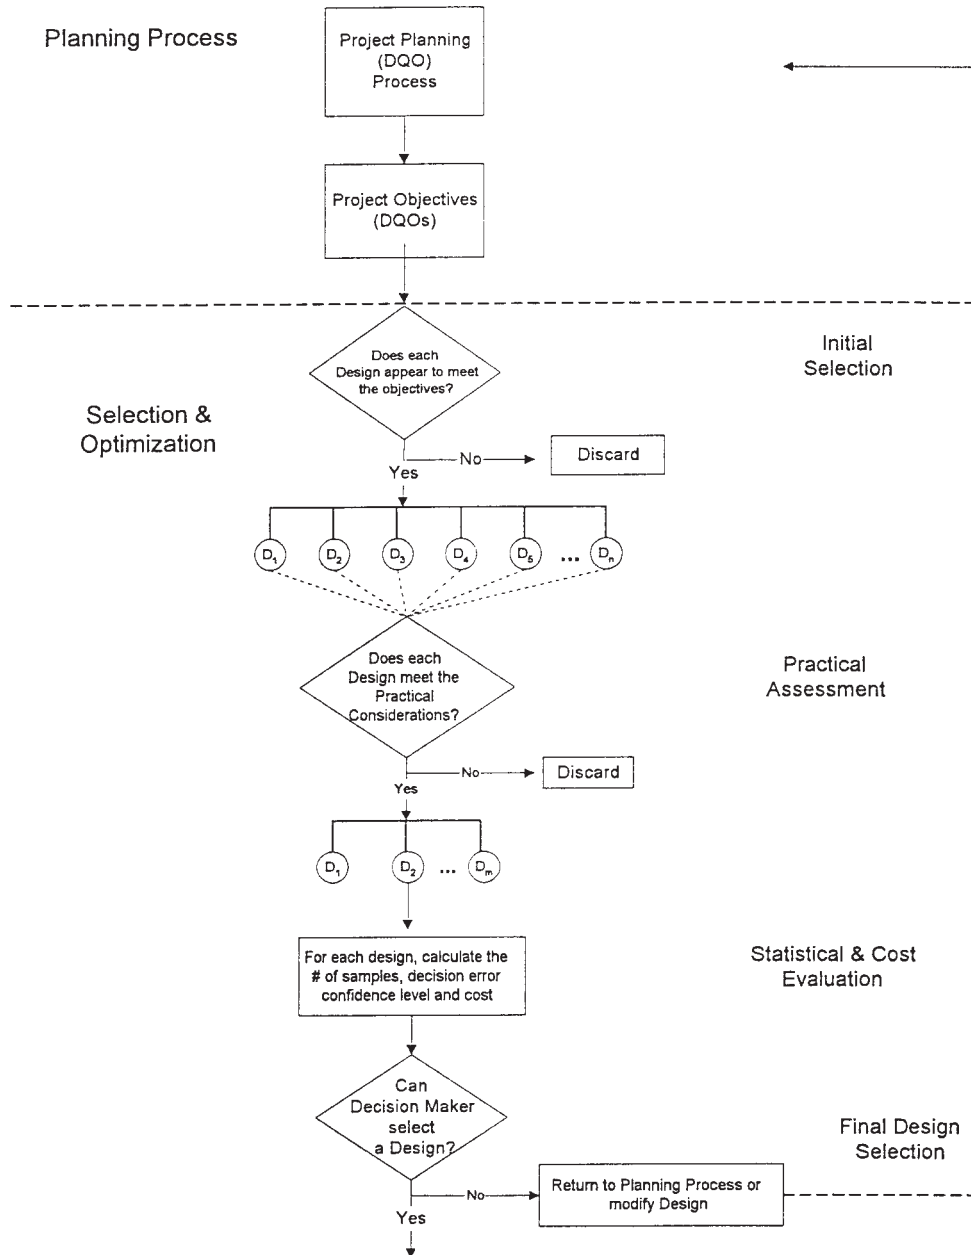 Planning Process
Project Planning
(DQO)
Process
Project Objectives
(DQOs)
Initial
Selection
Does each
Design appear to meet
the objectives?
Selection &
Optimization
No
Discard
Yes
D1 D2 D3 D4 D5 ... Dn
Does each
Design meet the
Practical
Considerations?
Practical
Assessment
No
Discard
Yes
D1 D2 ... Dm
For each design, calculate the
# of samples, decision error
confidence level and cost
Statistical & Cost
Evaluation
Can
Decision Maker
select
a Design?
Final Design
Selection
No
Return to Planning Process or
modify Design
Yes